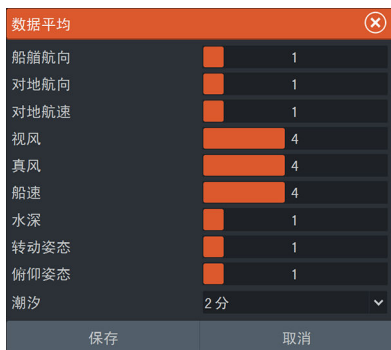 数据平均
船艏航向 1
对地航向 1
对地航速 1
视风 4
真风 4
船速 4
水深 1
转动姿态 1
俯仰姿态 1
潮汐 2 分
保存 取消